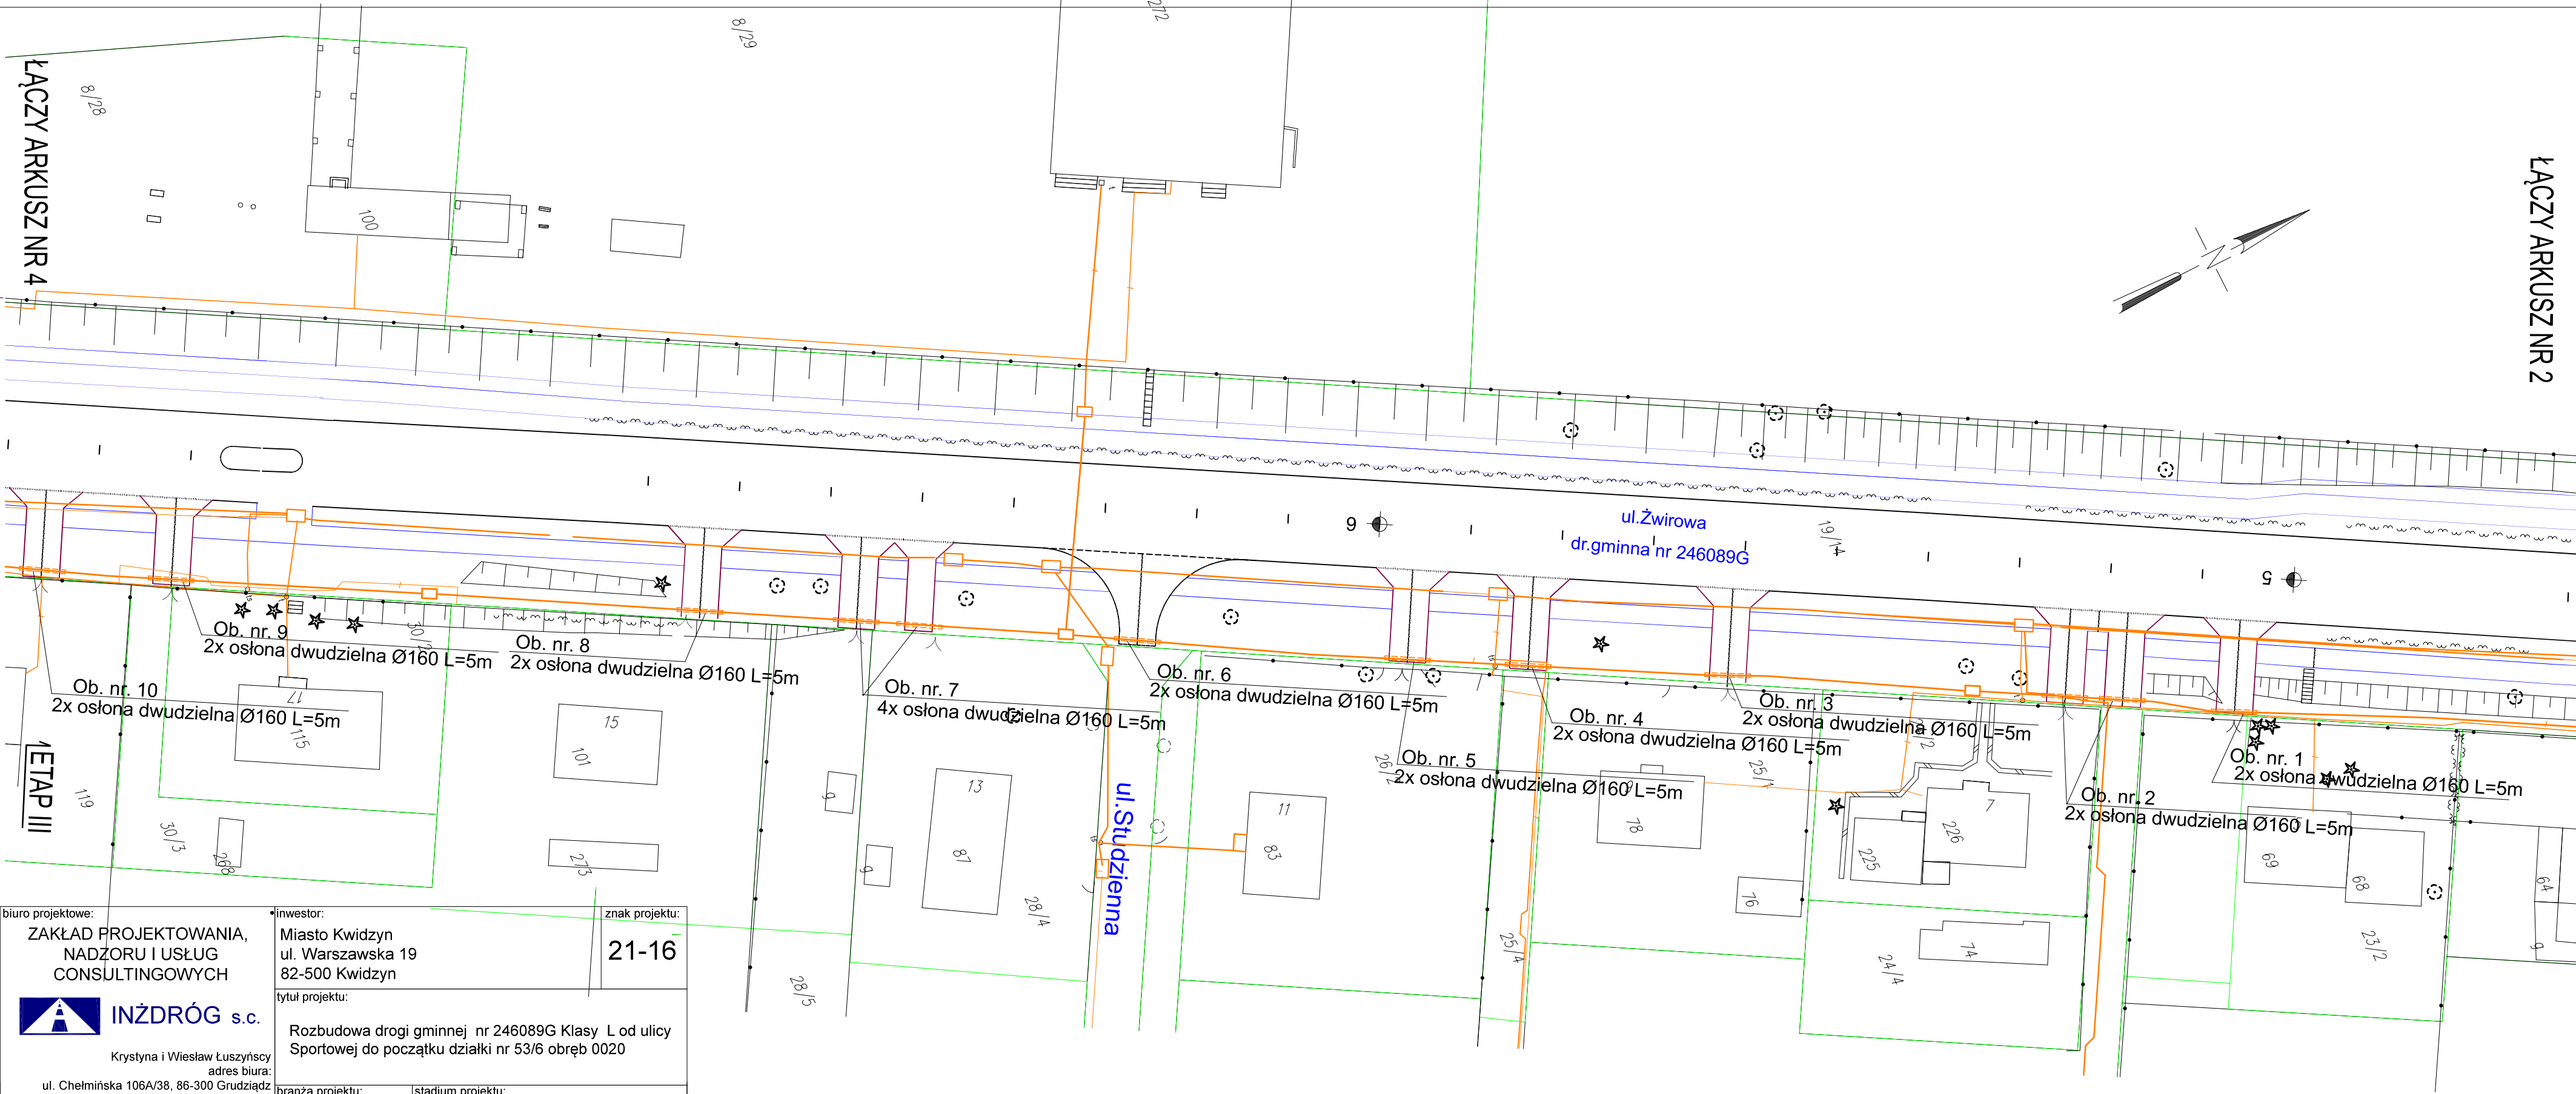 ŁĄCZY ARKUSZ NR 4
8/28
8/29
272
100
ŁĄCZY ARKUSZ NR 2
N
6
ul.Żwirowa
dr.gminna nr 246089G
19/14
5
Ob. nr. 9
2x osłona dwudzielna Ø160 L=5m
Ob. nr. 8
2x osłona dwudzielna Ø160 L=5m
Ob. nr. 10
2x osłona dwudzielna Ø160 L=5m
Ob. nr. 7
4x osłona dwudzielna Ø160 L=5m
Ob. nr. 6
2x osłona dwudzielna Ø160 L=5m
Ob. nr. 5
2x osłona dwudzielna Ø160 L=5m
Ob. nr. 4
2x osłona dwudzielna Ø160 L=5m
Ob. nr. 3
2x osłona dwudzielna Ø160 L=5m
Ob. nr. 2
2x osłona dwudzielna Ø160 L=5m
Ob. nr. 1
2x osłona dwudzielna Ø160 L=5m
ETAP III
119
30/3
268
17
115
15
101
273
g
g
13
87
28/4
28/5
ul.Studzienna
11
83
25/4
25/1
78
16
7
226
225
74
24/4
69
68
23/2
64
g
biuro projektowe:
ZAKŁAD PROJEKTOWANIA,
NADZORU I USŁUG
CONSULTINGOWYCH
INŻDRÓG s.c.
Krystyna i Wiesław Łuszyńscy
adres biura:
ul. Chełmińska 106A/38, 86-300 Grudziądz
inwestor:
Miasto Kwidzyn
ul. Warszawska 19
82-500 Kwidzyn
znak projektu:
21-16
tytuł projektu:
Rozbudowa drogi gminnej nr 246089G Klasy L od ulicy
Sportowej do początku działki nr 53/6 obręb 0020
branża projektu:
stadium projektu: